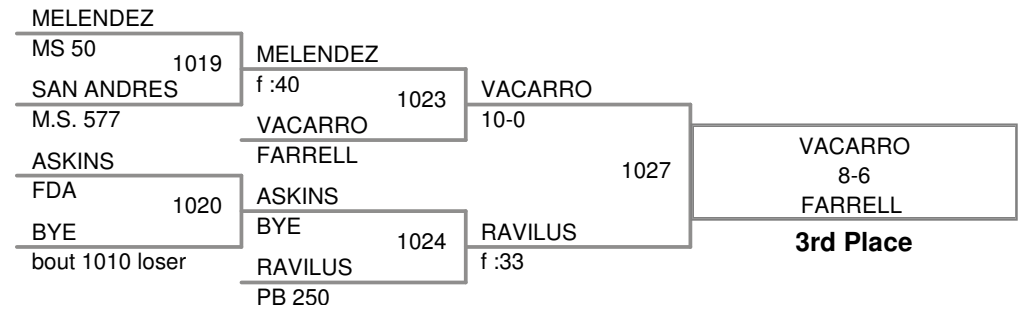 MELENDEZ
MS 50
1019
SAN ANDRES
M.S. 577
MELENDEZ
f :40
1023
VACARRO
FARRELL
VACARRO
10-0
ASKINS
FDA
1020
BYE
bout 1010 loser
ASKINS
BYE
1024
RAVILUS
PB 250
RAVILUS
f :33
1027
VACARRO
8-6
FARRELL
3rd Place